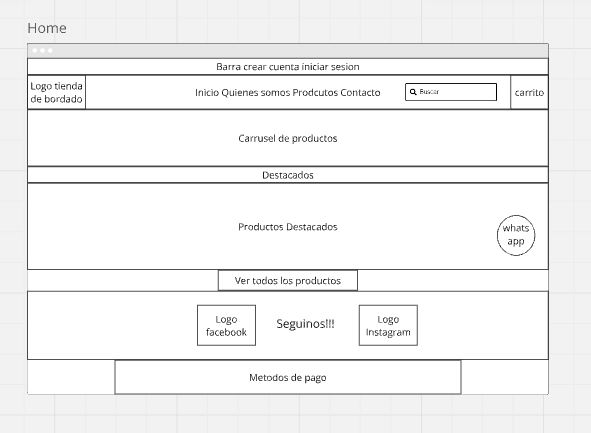 Home
Barra crear cuenta iniciar sesion
Logo tienda
de bordado
Inicio Quienes somos Prodcutos Contacto
Buscar
carrito
Carrusel de productos
Destacados
Productos Destacados
whats
app
Ver todos los productos
Logo
facebook
Seguinos!!!
Logo
Instagram
Metodos de pago